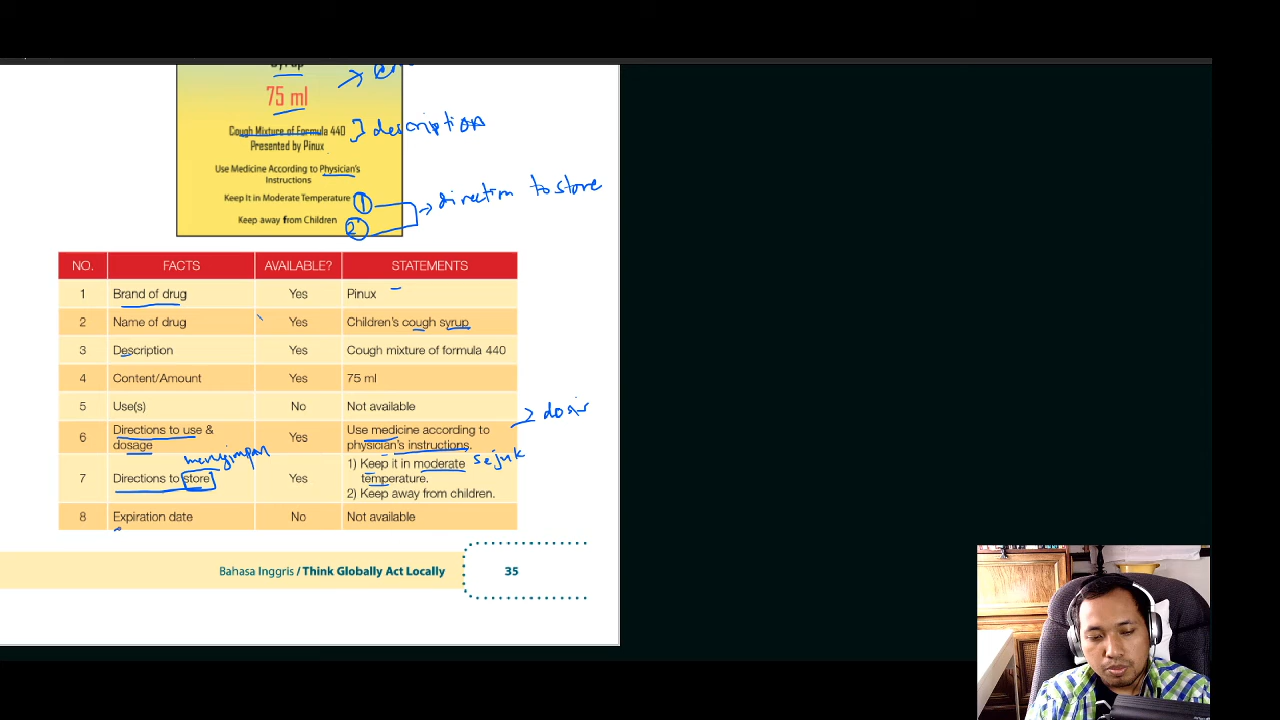 Syrup
75 ml
Cough Mixture of Formula 440
Presented by Pinux
description
Use Medicine According to Physician's
Instructions
Keep It in Moderate Temperature
1
direction to store
Keep away from Children
2
NO. FACTS AVAILABLE? STATEMENTS
1 Brand of drug Yes Pinux
2 Name of drug Yes Children's cough syrup
3 Description Yes Cough mixture of formula 440
4 Content/Amount Yes 75 ml
5 Use(s) No Not available
6 Directions to use & dosage Yes Use medicine according to
physician's instructions.
menyimpan
7 Directions to store Yes 1) Keep it in moderate
temperature.
sejuk
2) Keep away from children.
8 Expiration date No Not available
Bahasa Inggris / Think Globally Act Locally 35